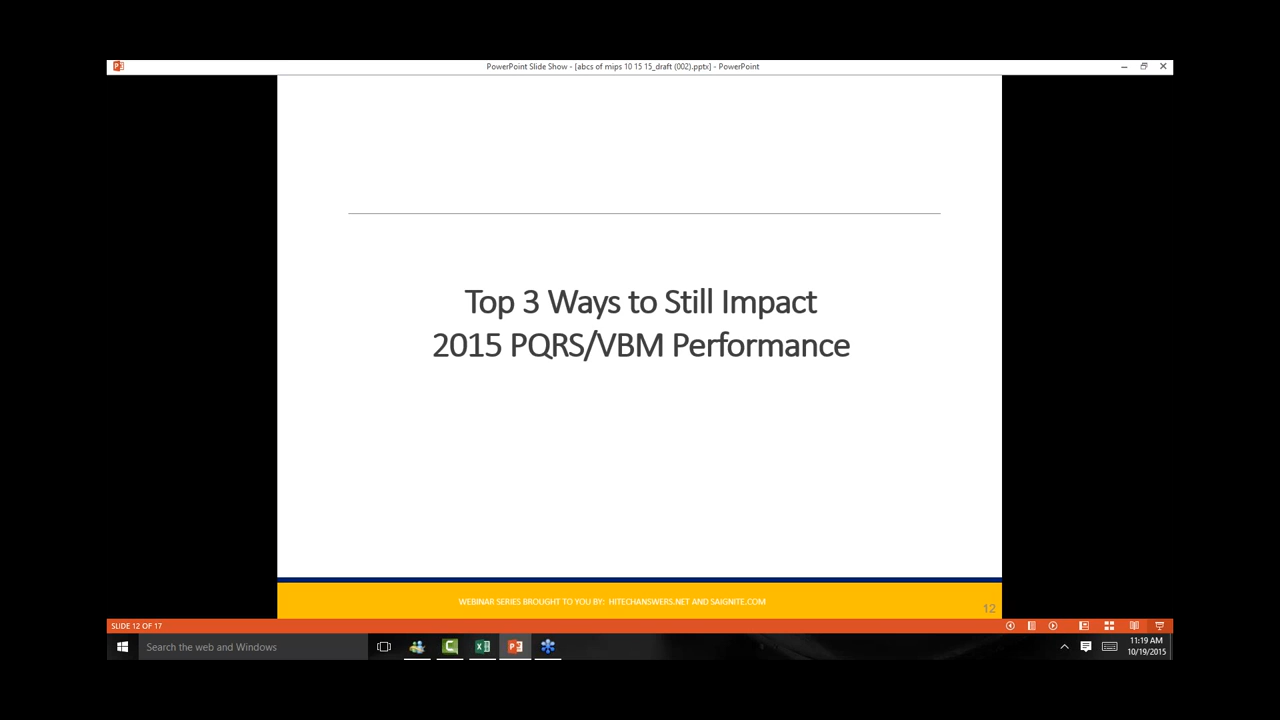 PowerPoint Slide Show - [abcs of mips 10 15 15_draft (002).pptx] - PowerPoint
Top 3 Ways to Still Impact
2015 PQRS/VBM Performance
WEBINAR SERIES BROUGHT TO YOU BY: HITECHANSWERS.NET AND SAIGNITE.COM
12
SLIDE 12 OF 17
Search the web and Windows
11:19 AM
10/19/2015